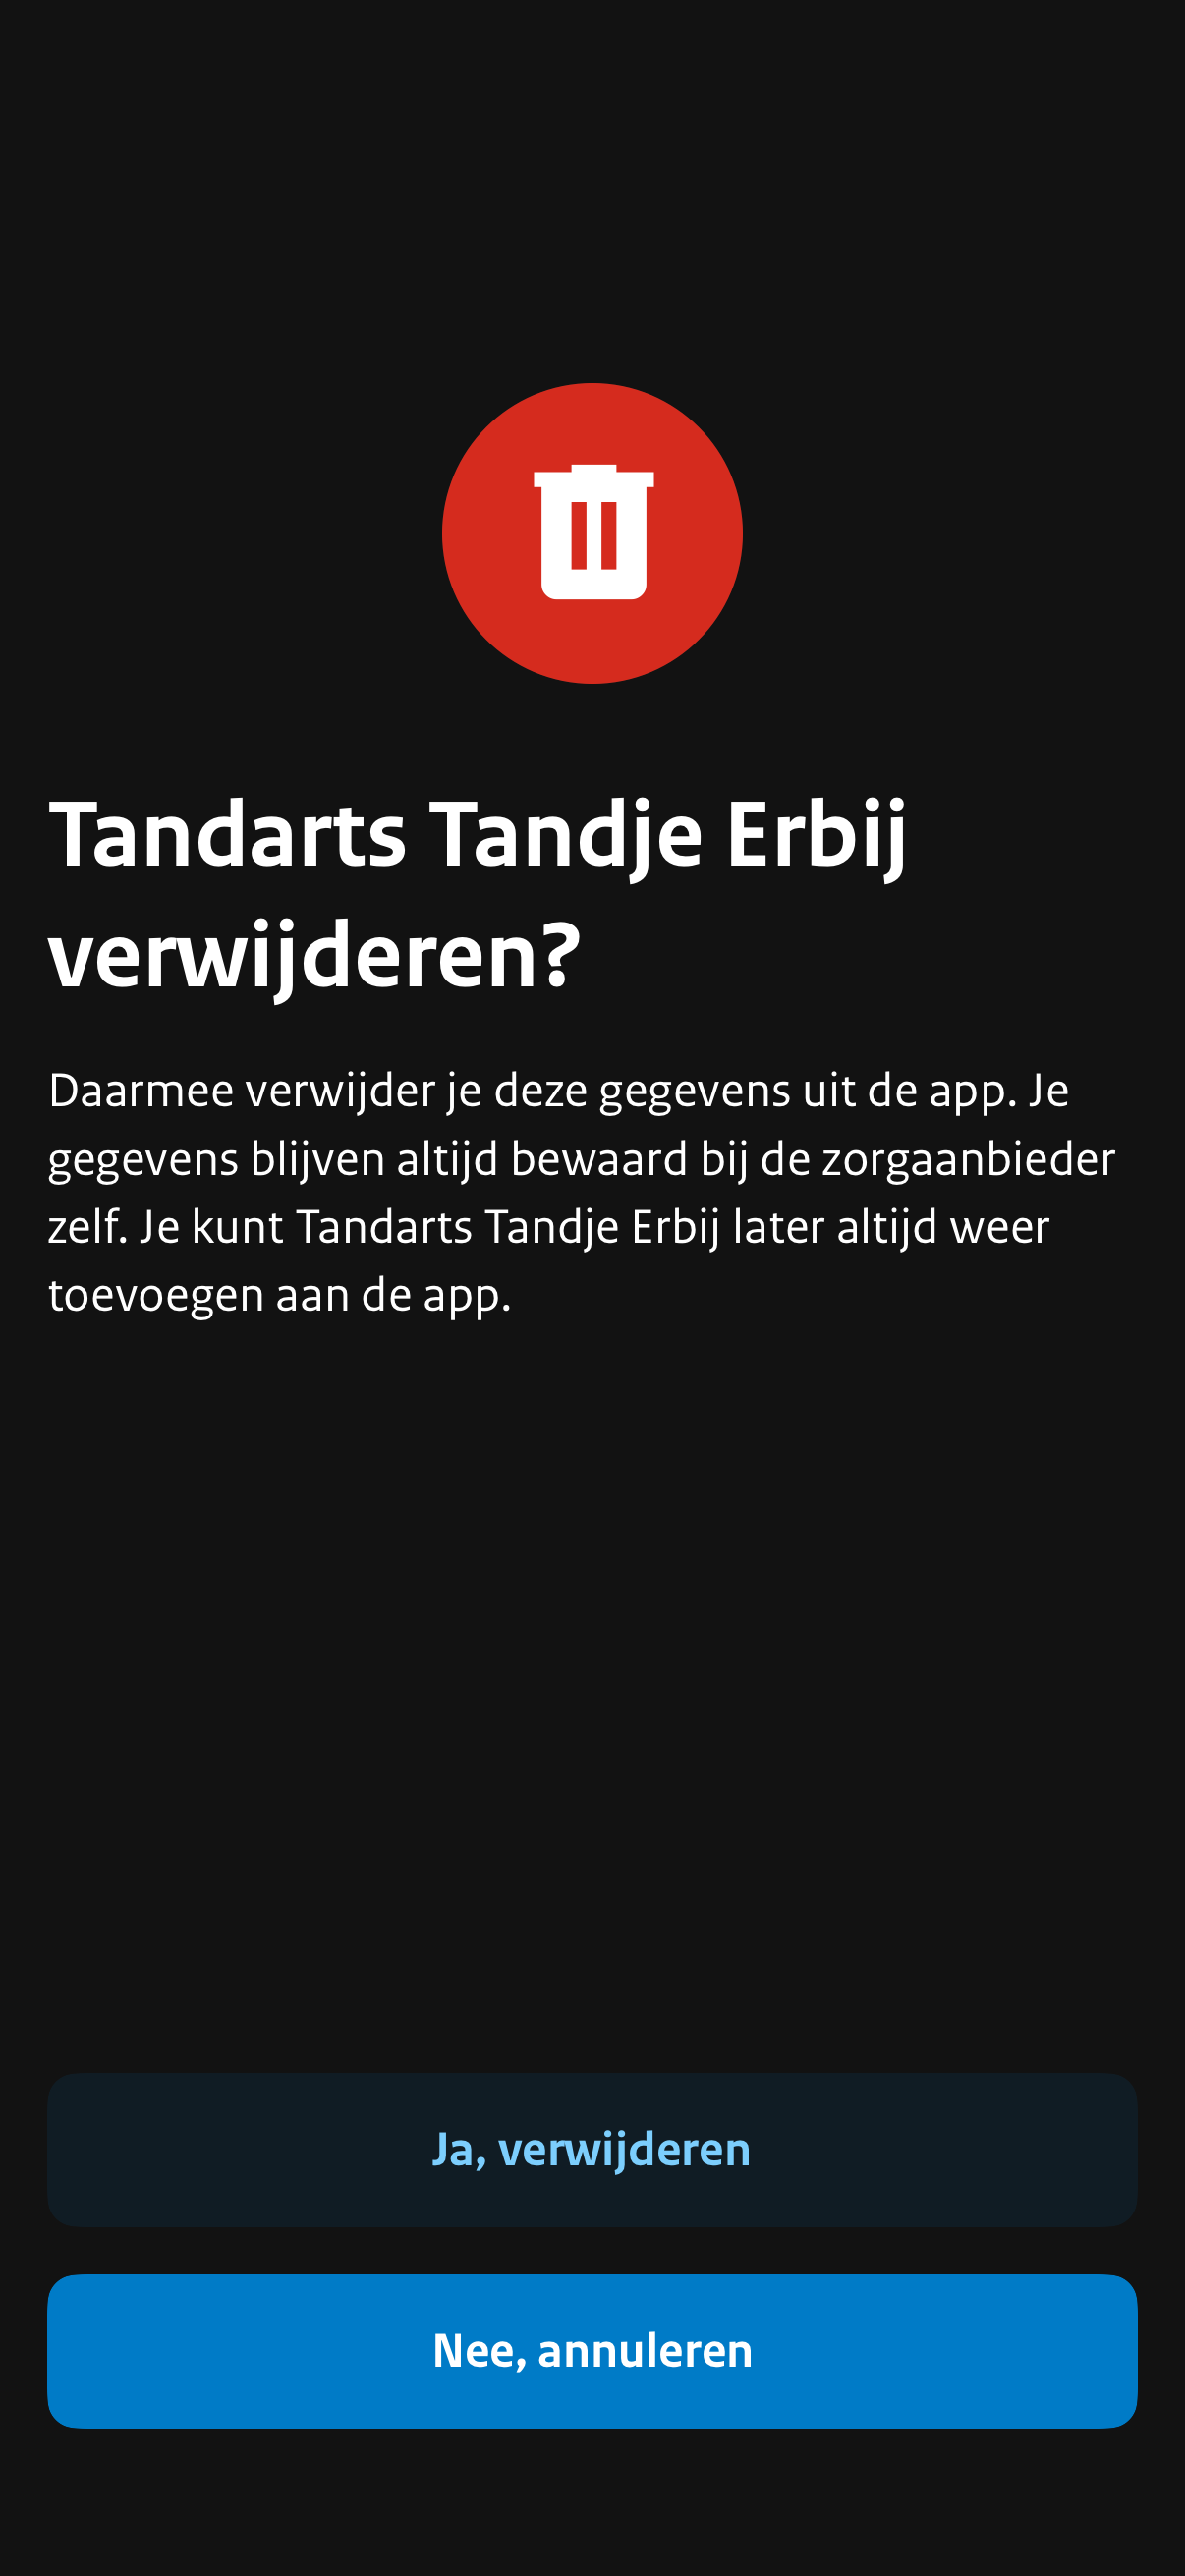 Tandarts Tandje Erbij
verwijderen?
Daarmee verwijder je deze gegevens uit de app. Je
gegevens blijven altijd bewaard bij de zorgaanbieder
zelf. Je kunt Tandarts Tandje Erbij later altijd weer
toevoegen aan de app.
Ja, verwijderen
Nee, annuleren